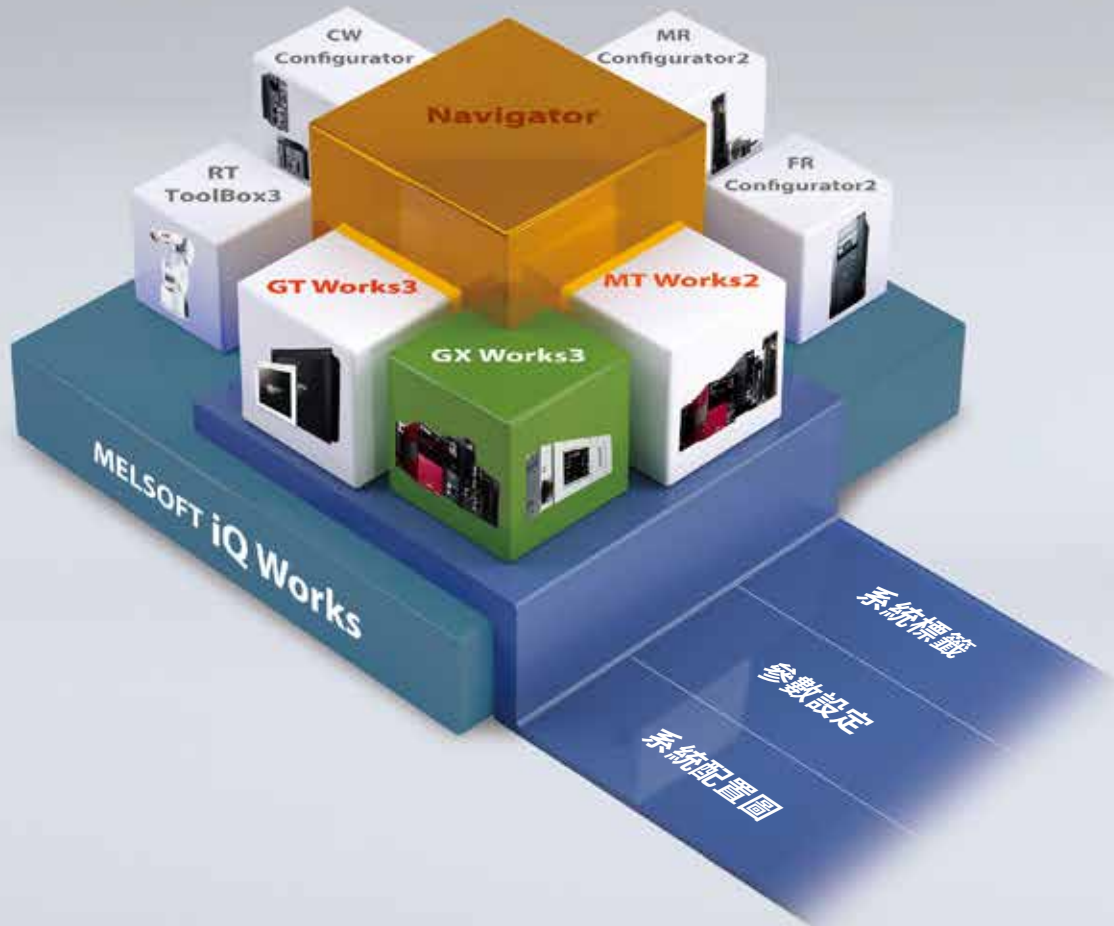 CW
Configurator
MR
Configurator2
Navigator
RT
ToolBox3
FR
Configurator2
GT Works3
MT Works2
GX Works3
MELSOFT iQ Works
系統標籤
參數設定
系統配置圖